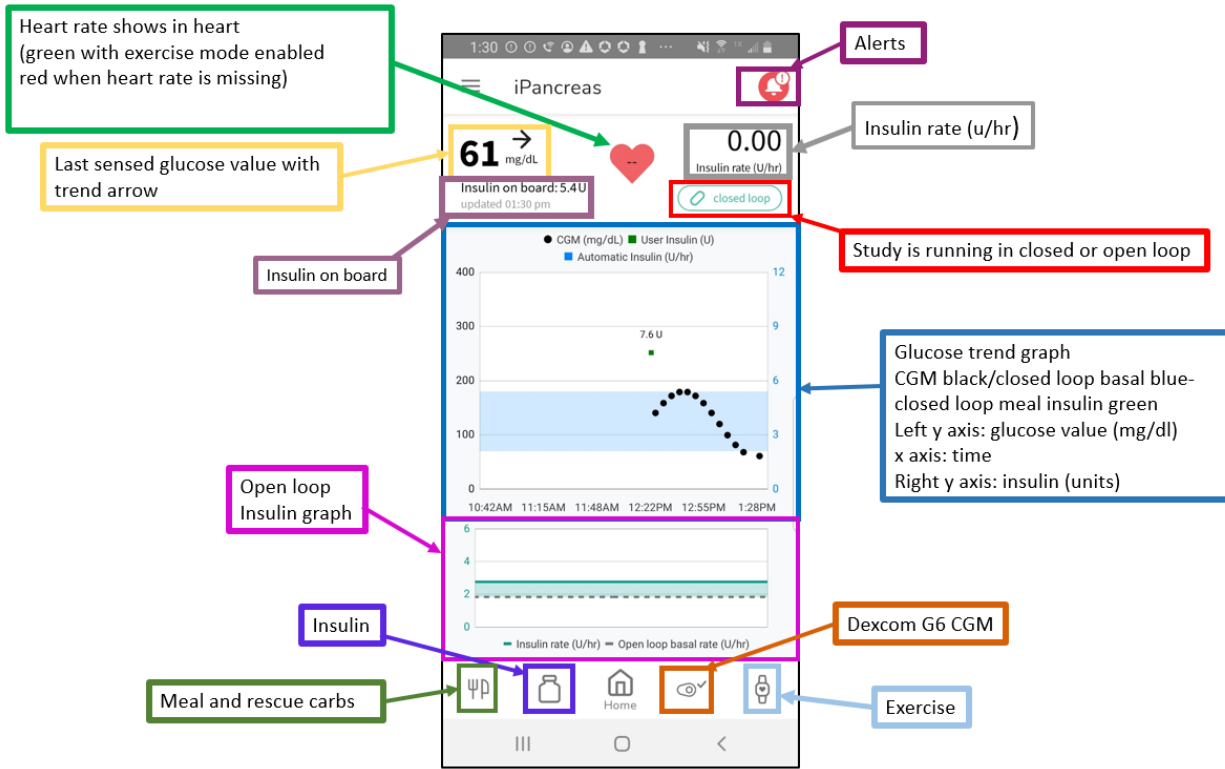 Heart rate shows in heart
(green with exercise mode enabled
red when heart rate is missing)
Alerts
1:30
1X
iPancreas
Insulin rate (u/hr)
Last sensed glucose value with
trend arrow
61 → mg/dL
--
0.00
Insulin rate (U/hr)
Insulin on board: 5.4 U
updated 01:30 pm
closed loop
Study is running in closed or open loop
Insulin on board
CGM (mg/dL) User Insulin (U)
Automatic Insulin (U/hr)
400 12
300 9
7.6 U
200 6
100 3
0 0
10:42AM 11:15AM 11:48AM 12:22PM 12:55PM 1:28PM
Glucose trend graph
CGM black/closed loop basal blue-
closed loop meal insulin green
Left y axis: glucose value (mg/dl)
x axis: time
Right y axis: insulin (units)
Open loop
Insulin graph
6
4
2
0
Insulin rate (U/hr) Open loop basal rate (U/hr)
Insulin
Dexcom G6 CGM
Meal and rescue carbs
Home
Exercise